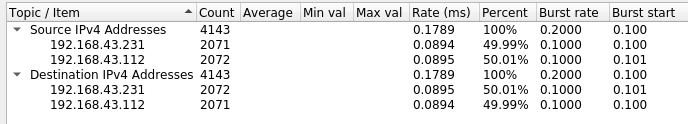 Topic / Item Count Average Min val Max val Rate (ms) Percent Burst rate Burst start
Source IPv4 Addresses 4143 0.1789 100% 0.2000 0.100
192.168.43.231 2071 0.0894 49.99% 0.1000 0.100
192.168.43.112 2072 0.0895 50.01% 0.1000 0.101
Destination IPv4 Addresses 4143 0.1789 100% 0.2000 0.100
192.168.43.231 2072 0.0895 50.01% 0.1000 0.101
192.168.43.112 2071 0.0894 49.99% 0.1000 0.100